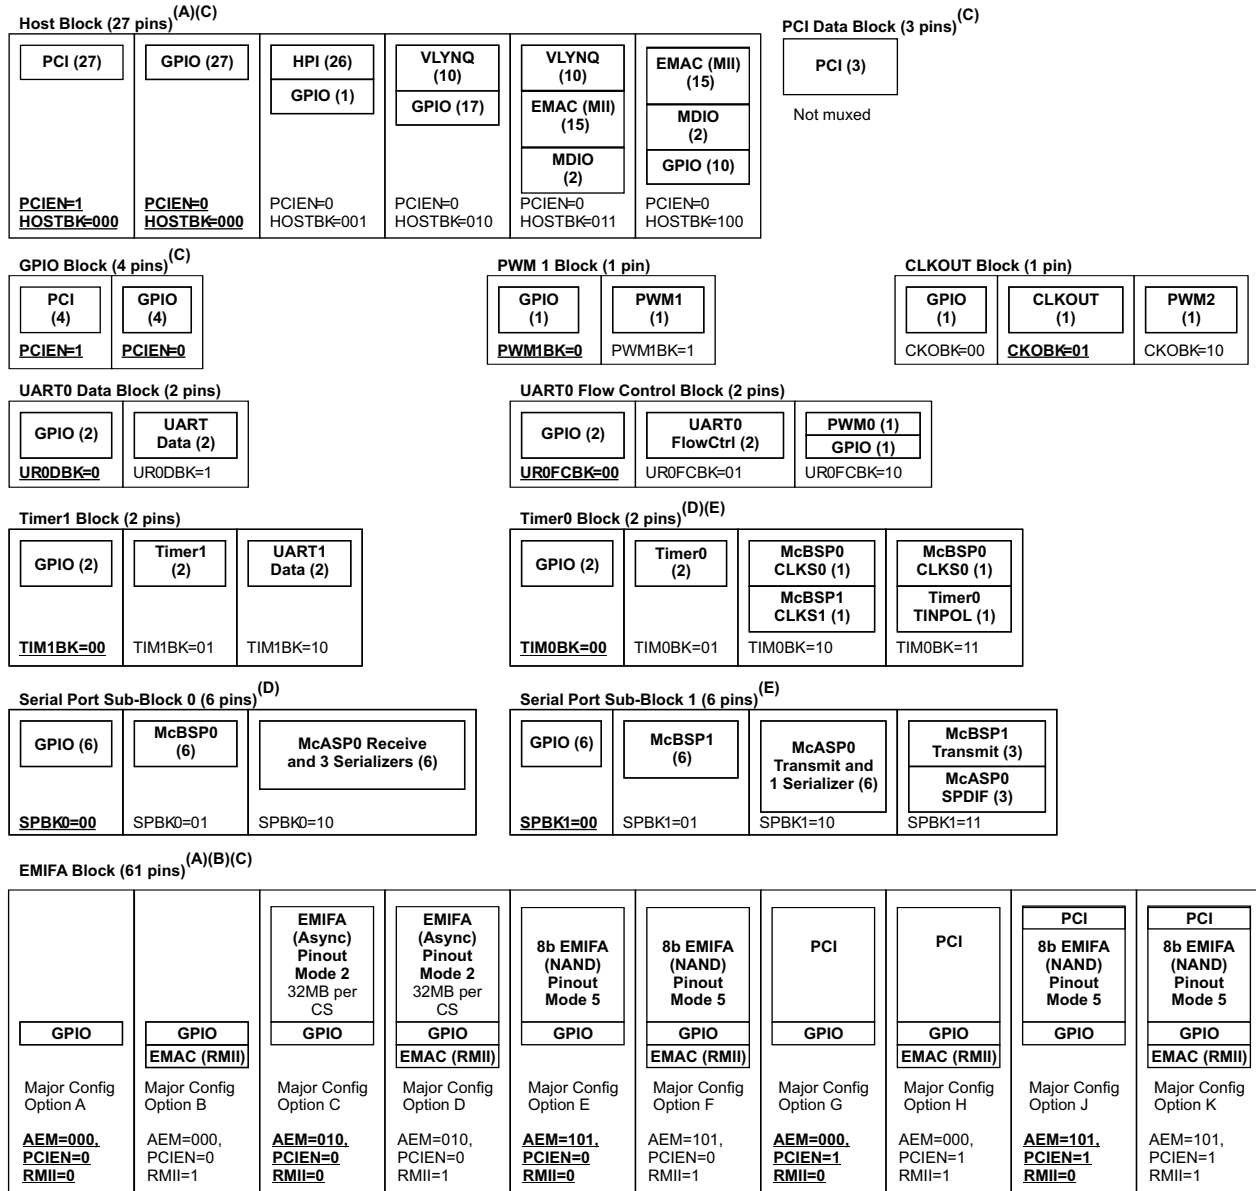 Host Block (27 pins)(A)(C)
PCI (27)
PCIEN=1
HOSTBK=000
GPIO (27)
PCIEN=0
HOSTBK=000
HPI (26)
GPIO (1)
PCIEN=0
HOSTBK=001
VLYNQ
(10)
GPIO (17)
PCIEN=0
HOSTBK=010
VLYNQ
(10)
EMAC (MII)
(15)
MDIO
(2)
PCIEN=0
HOSTBK=011
EMAC (MII)
(15)
MDIO
(2)
GPIO (10)
PCIEN=0
HOSTBK=100
PCI Data Block (3 pins)(C)
PCI (3)
Not muxed
GPIO Block (4 pins)(C)
PCI
(4)
PCIEN=1
GPIO
(4)
PCIEN=0
PWM 1 Block (1 pin)
GPIO
(1)
PWM1BK=0
PWM1
(1)
PWM1BK=1
CLKOUT Block (1 pin)
GPIO
(1)
CKOBK=00
CLKOUT
(1)
CKOBK=01
PWM2
(1)
CKOBK=10
UART0 Data Block (2 pins)
GPIO (2)
UR0DBK=0
UART
Data (2)
UR0DBK=1
UART0 Flow Control Block (2 pins)
GPIO (2)
UR0FCBK=00
UART0
FlowCtrl (2)
UR0FCBK=01
PWM0 (1)
GPIO (1)
UR0FCBK=10
Timer1 Block (2 pins)
GPIO (2)
TIM1BK=00
Timer1
(2)
TIM1BK=01
UART1
Data (2)
TIM1BK=10
Timer0 Block (2 pins)(D)(E)
GPIO (2)
TIM0BK=00
Timer0
(2)
TIM0BK=01
McBSP0
CLKS0 (1)
McBSP1
CLKS1 (1)
TIM0BK=10
McBSP0
CLKS0 (1)
Timer0
TINPOL (1)
TIM0BK=11
Serial Port Sub-Block 0 (6 pins)(D)
GPIO (6)
SPBK0=00
McBSP0
(6)
SPBK0=01
McASP0 Receive
and 3 Serializers (6)
SPBK0=10
Serial Port Sub-Block 1 (6 pins)(E)
GPIO (6)
SPBK1=00
McBSP1
(6)
SPBK1=01
McASP0
Transmit and
1 Serializer (6)
SPBK1=10
McBSP1
Transmit (3)
McASP0
SPDIF (3)
SPBK1=11
EMIFA Block (61 pins)(A)(B)(C)
GPIO
Major Config
Option A
AEM=000,
PCIEN=0
RMII=0
GPIO
EMAC (RMII)
Major Config
Option B
AEM=000,
PCIEN=0
RMII=1
EMIFA
(Async)
Pinout
Mode 2
32MB per
CS
GPIO
Major Config
Option C
AEM=010,
PCIEN=0
RMII=0
EMIFA
(Async)
Pinout
Mode 2
32MB per
CS
GPIO
EMAC (RMII)
Major Config
Option D
AEM=010,
PCIEN=0
RMII=1
8b EMIFA
(NAND)
Pinout
Mode 5
GPIO
Major Config
Option E
AEM=101,
PCIEN=0
RMII=0
8b EMIFA
(NAND)
Pinout
Mode 5
GPIO
EMAC (RMII)
Major Config
Option F
AEM=101,
PCIEN=0
RMII=1
PCI
GPIO
Major Config
Option G
AEM=000,
PCIEN=1
RMII=0
PCI
GPIO
EMAC (RMII)
Major Config
Option H
AEM=000,
PCIEN=1
RMII=1
PCI
8b EMIFA
(NAND)
Pinout
Mode 5
GPIO
Major Config
Option J
AEM=101,
PCIEN=1
RMII=0
PCI
8b EMIFA
(NAND)
Pinout
Mode 5
GPIO
EMAC (RMII)
Major Config
Option K
AEM=101,
PCIEN=1
RMII=1